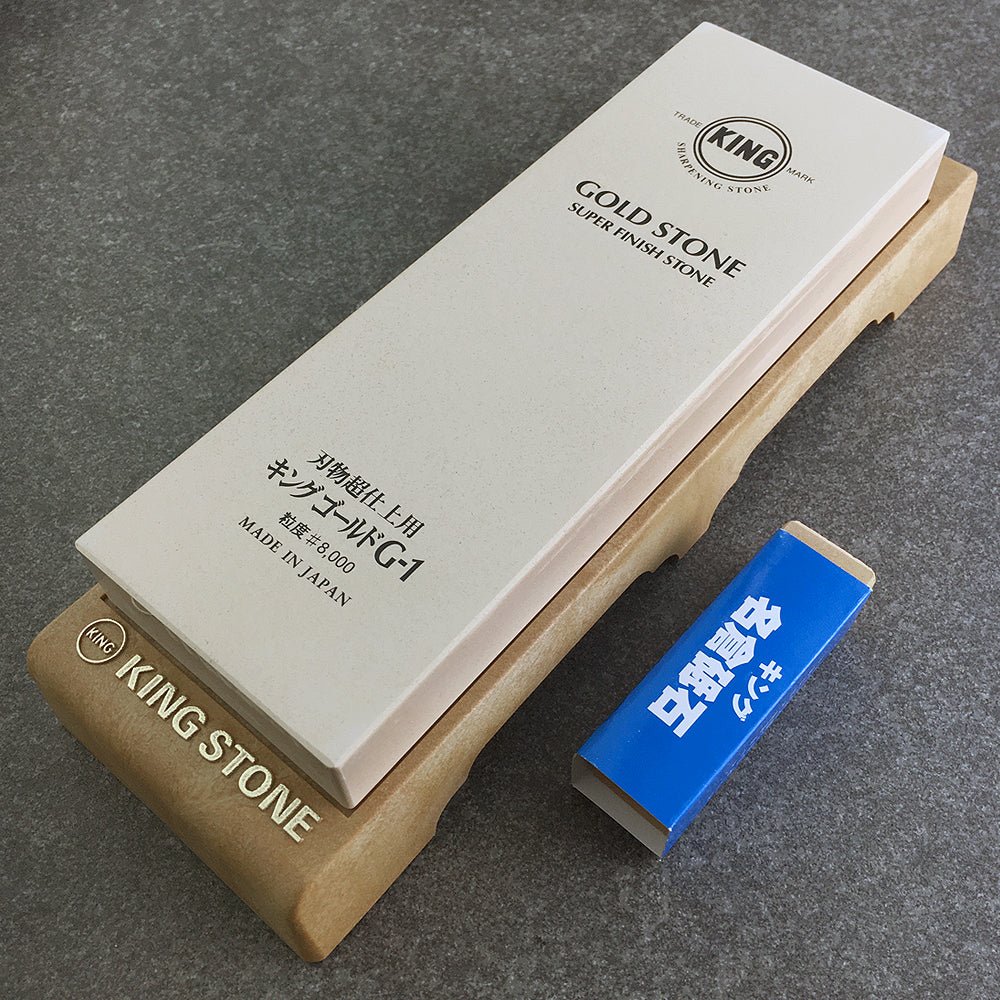 TRADE KING MARK
SHARPENING STONE
GOLD STONE
SUPER FINISH STONE
刃物超仕上用
キングゴールドG-1
粒度#8,000
MADE IN JAPAN
KING
KING STONE
キング
名倉砥石